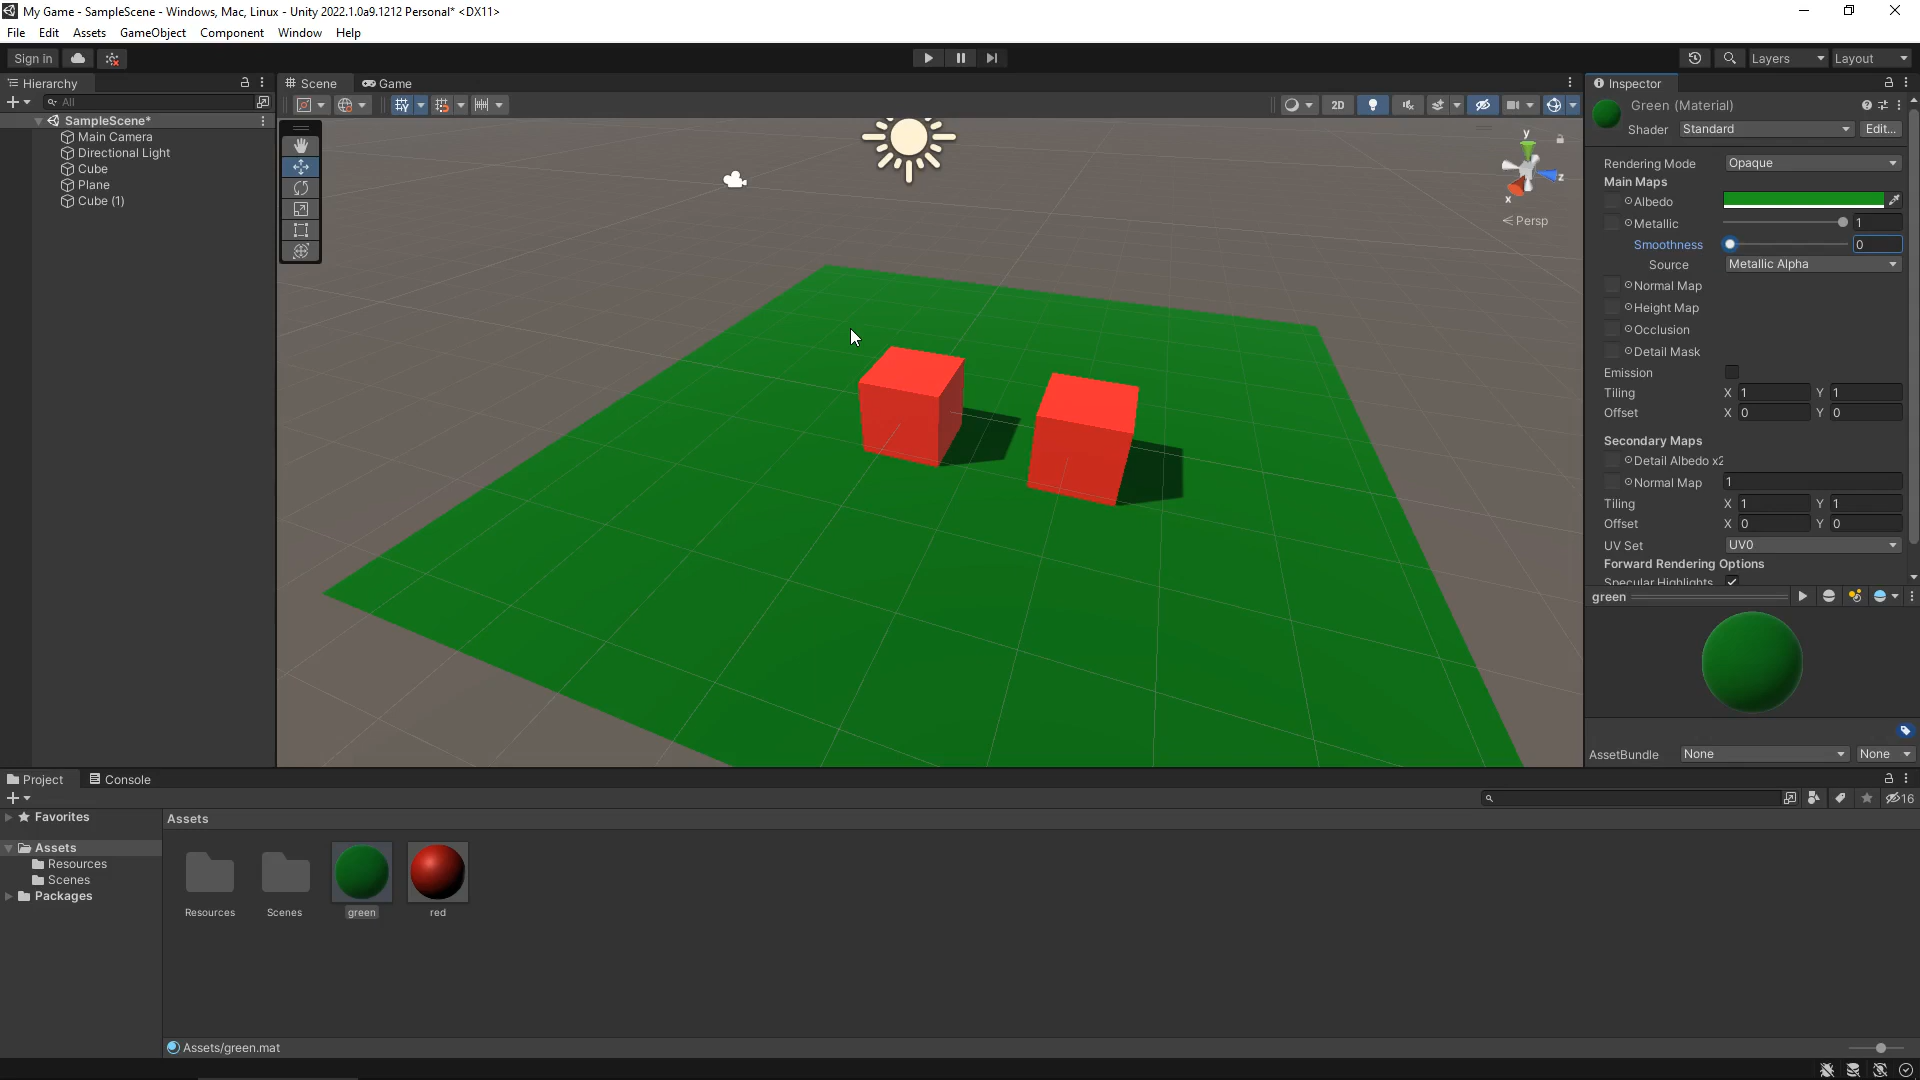 My Game - SampleScene - Windows, Mac, Linux - Unity 2022.1.0a9.1212 Personal* <DX11>
File Edit Assets GameObject Component Window Help
Sign in
Layers Layout
Hierarchy
All
SampleScene*
Main Camera
Directional Light
Cube
Plane
Cube (1)
Scene Game
2D
y
z
x
Persp
Inspector
Green (Material)
Shader Standard Edit...
Rendering Mode Opaque
Main Maps
Albedo
Metallic 1
Smoothness 0
Source Metallic Alpha
Normal Map
Height Map
Occlusion
Detail Mask
Emission
Tiling X 1 Y 1
Offset X 0 Y 0
Secondary Maps
Detail Albedo x2
Normal Map 1
Tiling X 1 Y 1
Offset X 0 Y 0
UV Set UV0
Forward Rendering Options
Specular Highlights
green
AssetBundle None None
Project Console
16
Favorites
Assets
Resources
Scenes
Packages
Assets
Resources Scenes green red
Assets/green.mat